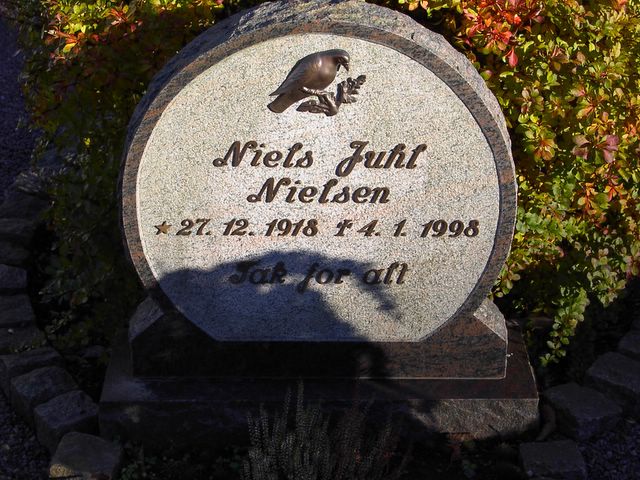 Niels Juhl
Nielsen
* 27. 12. 1918 † 4. 1. 1998
Tak for alt